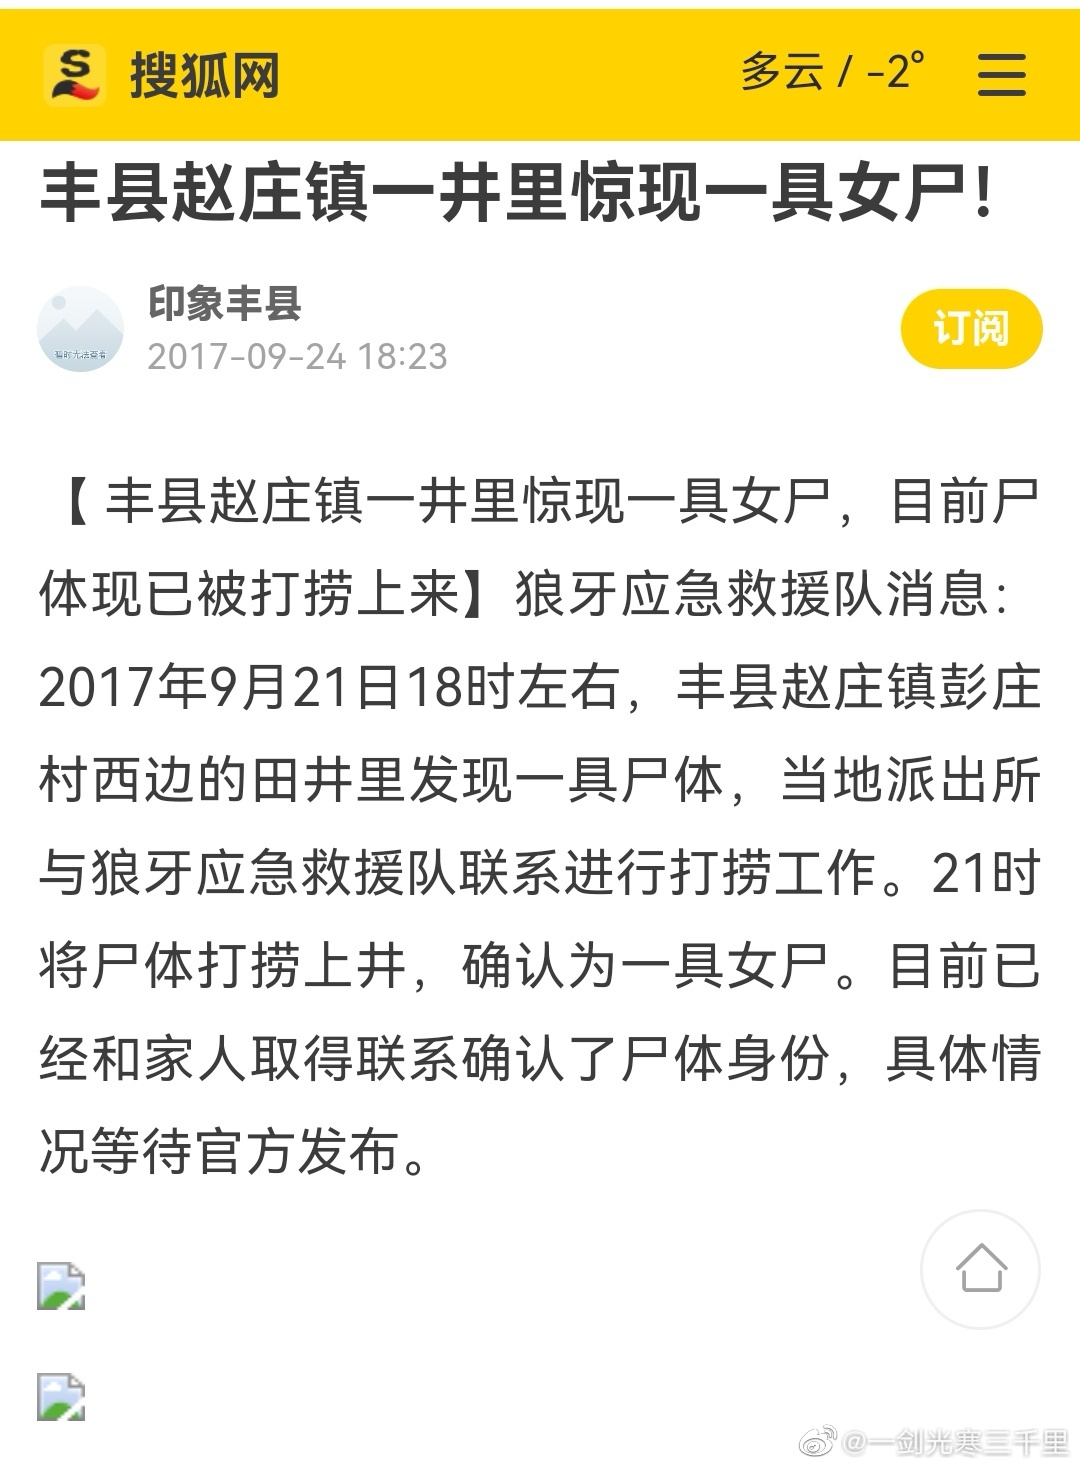 搜狐网
多云 / -2°
丰县赵庄镇一井里惊现一具女尸！
印象丰县
2017-09-24 18:23
订阅
暂时无法查看
【 丰县赵庄镇一井里惊现一具女尸，目前尸
体现已被打捞上来】狼牙应急救援队消息：
2017年9月21日18时左右，丰县赵庄镇彭庄
村西边的田井里发现一具尸体，当地派出所
与狼牙应急救援队联系进行打捞工作。21时
将尸体打捞上井，确认为一具女尸。目前已
经和家人取得联系确认了尸体身份，具体情
况等待官方发布。
@一剑光寒三千里